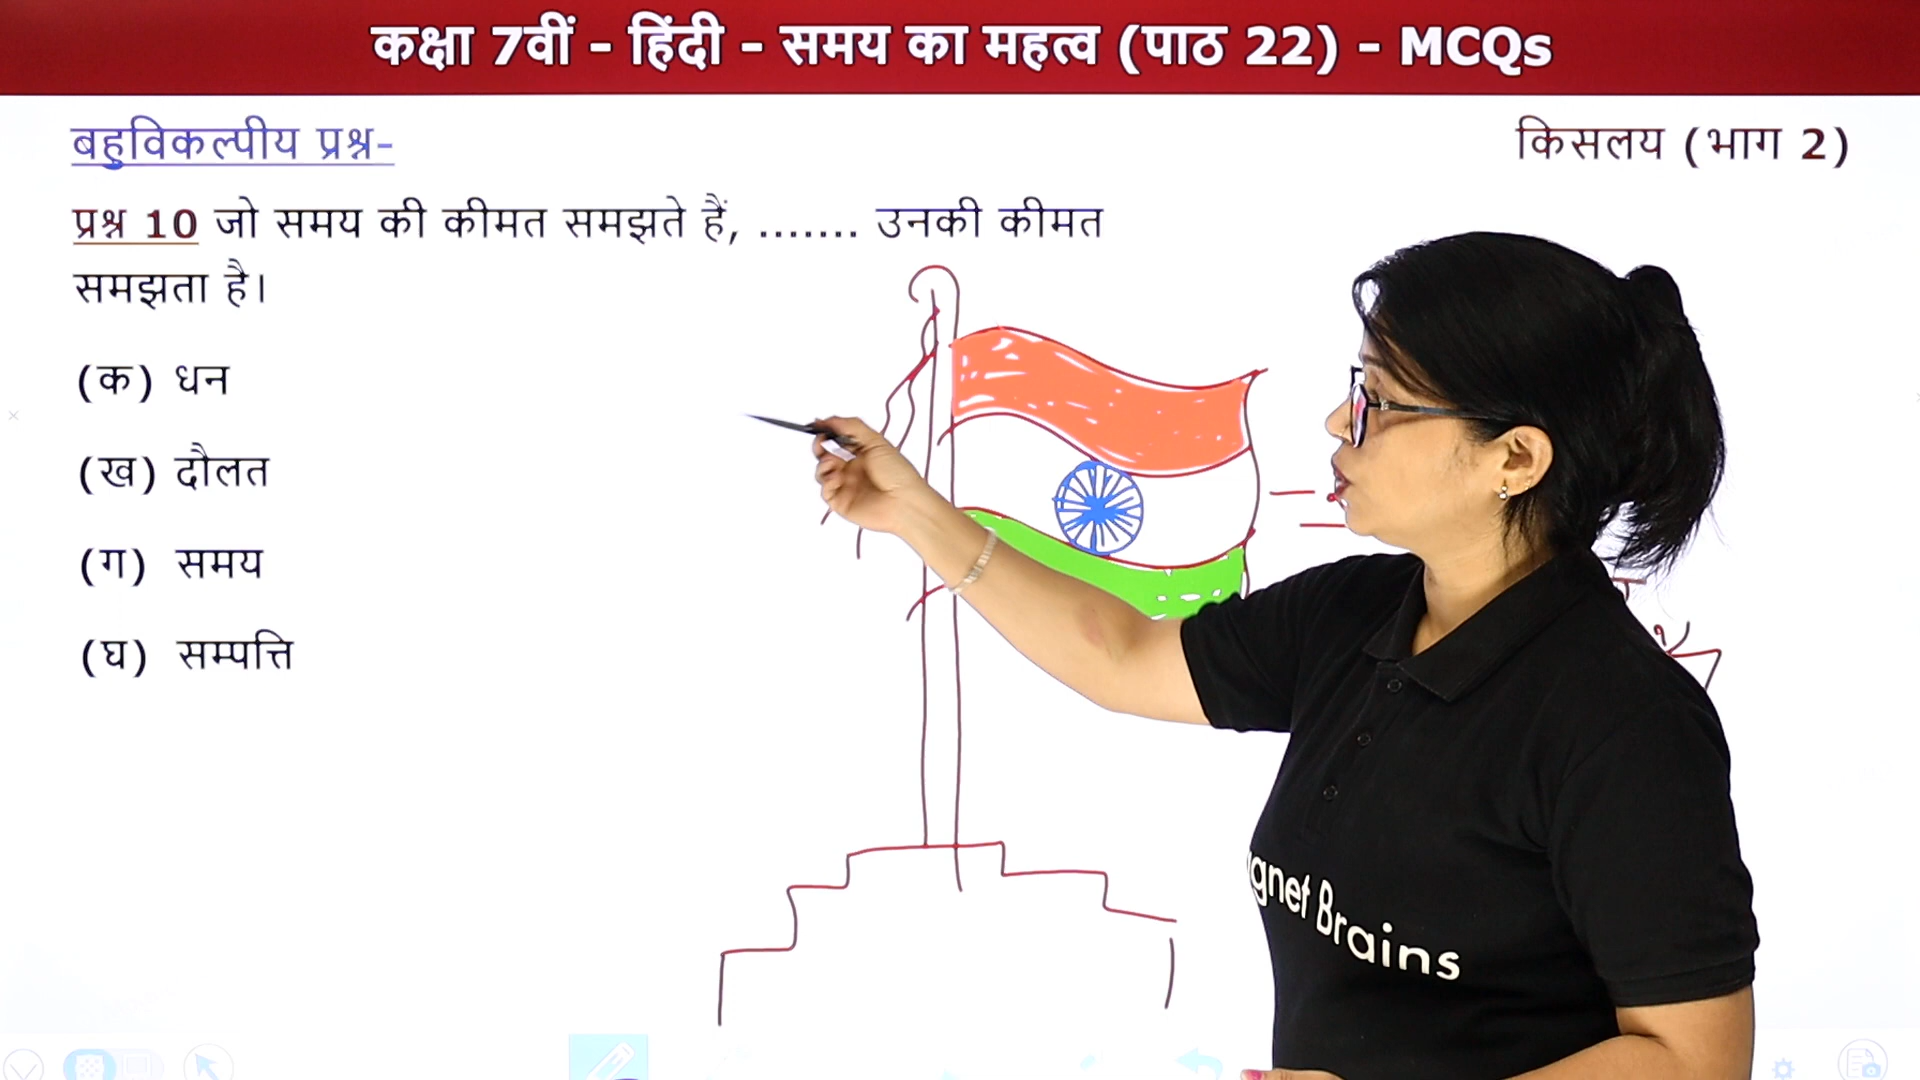 कक्षा 7वीं - हिंदी - समय का महत्व (पाठ 22) - MCQs
बहुविकल्पीय प्रश्न-
किसलय (भाग 2)
प्रश्न 10 जो समय की कीमत समझते हैं, ....... उनकी कीमत
समझता है।
(क) धन
(ख) दौलत
(ग) समय
(घ) सम्पत्ति
gnet Brains